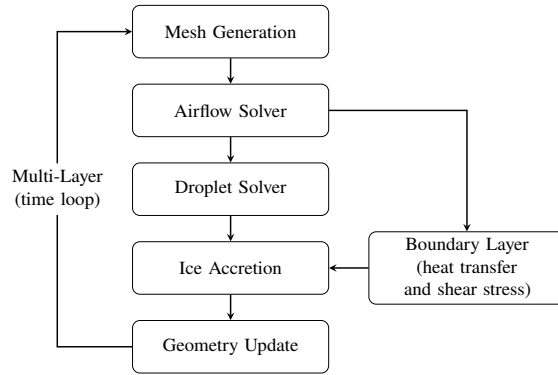 Mesh Generation
Airflow Solver
Droplet Solver
Multi-Layer
(time loop)
Ice Accretion
Boundary Layer
(heat transfer
and shear stress)
Geometry Update